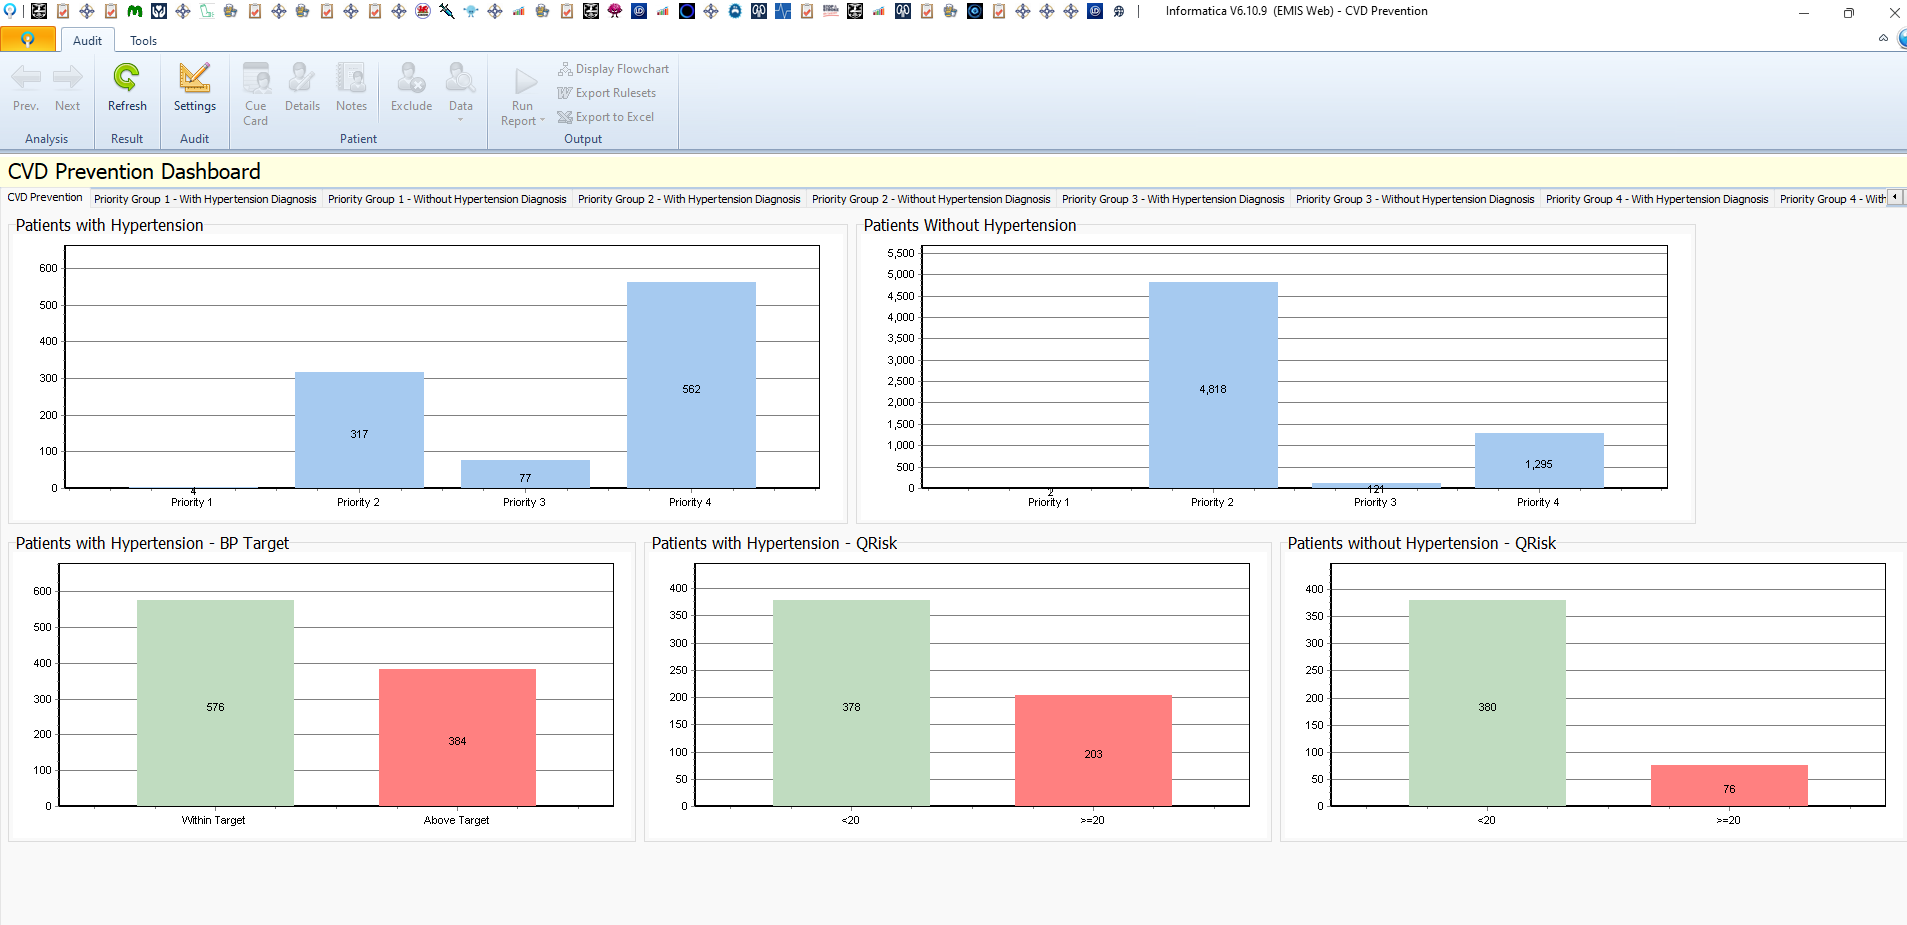 Informatica V6.10.9 (EMIS Web) - CVD Prevention
Audit Tools
Prev. Next
Analysis
Refresh
Result
Settings
Audit
Cue Card Details Notes Exclude Data
Patient
Run Report
Display Flowchart
Export Rulesets
Export to Excel
Output
CVD Prevention Dashboard
CVD Prevention Priority Group 1 - With Hypertension Diagnosis Priority Group 1 - Without Hypertension Diagnosis Priority Group 2 - With Hypertension Diagnosis Priority Group 2 - Without Hypertension Diagnosis Priority Group 3 - With Hypertension Diagnosis Priority Group 3 - Without Hypertension Diagnosis Priority Group 4 - With Hypertension Diagnosis Priority Group 4 - With
Patients with Hypertension
600
500
400
300
200
100
0
4
317
77
562
Priority 1 Priority 2 Priority 3 Priority 4
Patients Without Hypertension
5,500
5,000
4,500
4,000
3,500
3,000
2,500
2,000
1,500
1,000
500
0
2
4,818
121
1,295
Priority 1 Priority 2 Priority 3 Priority 4
Patients with Hypertension - BP Target
600
500
400
300
200
100
0
576
384
Within Target Above Target
Patients with Hypertension - QRisk
400
350
300
250
200
150
100
50
0
378
203
<20 >=20
Patients without Hypertension - QRisk
400
350
300
250
200
150
100
50
0
380
76
<20 >=20